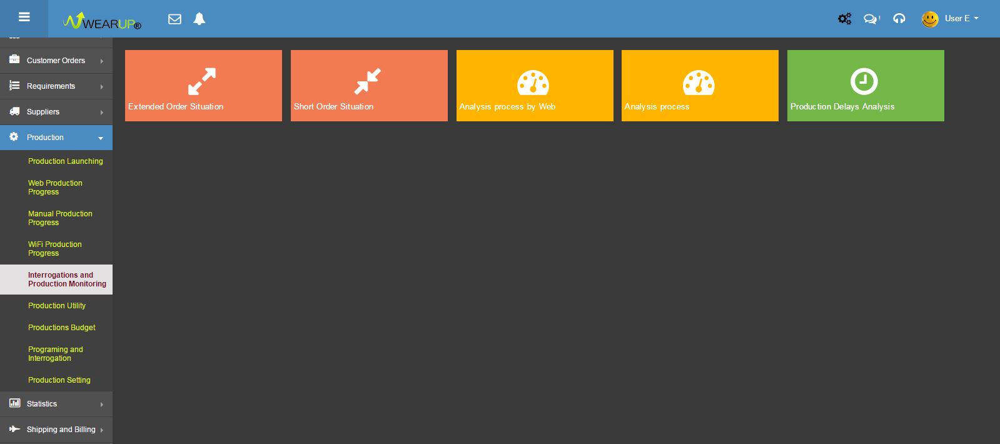 WEARUP®
User E
Customer Orders
Requirements
Suppliers
Production
Production Launching
Web Production
Progress
Manual Production
Progress
WiFi Production
Progress
Interrogations and
Production Monitoring
Production Utility
Productions Budget
Programing and
Interrogation
Production Setting
Statistics
Shipping and Billing
Extended Order Situation
Short Order Situation
Analysis process by Web
Analysis process
Production Delays Analysis